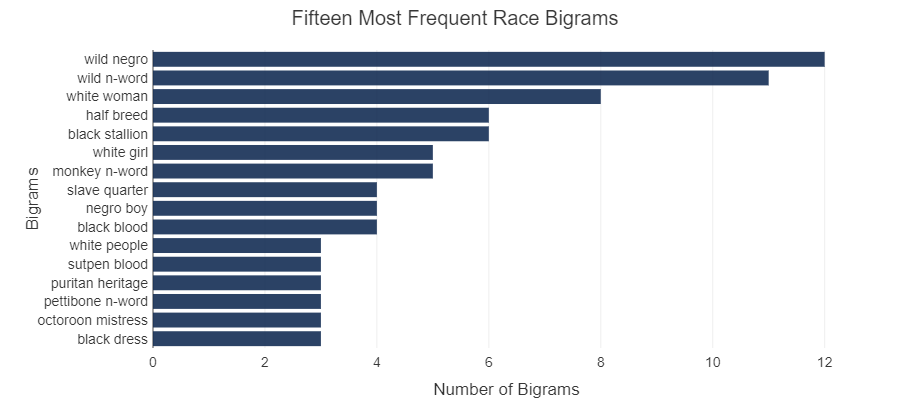 Fifteen Most Frequent Race Bigrams
wild negro
wild n-word
white woman
half breed
black stallion
white girl
monkey n-word
slave quarter
negro boy
black blood
white people
sutpen blood
puritan heritage
pettibone n-word
octoroon mistress
black dress
Bigrams
0 2 4 6 8 10 12
Number of Bigrams